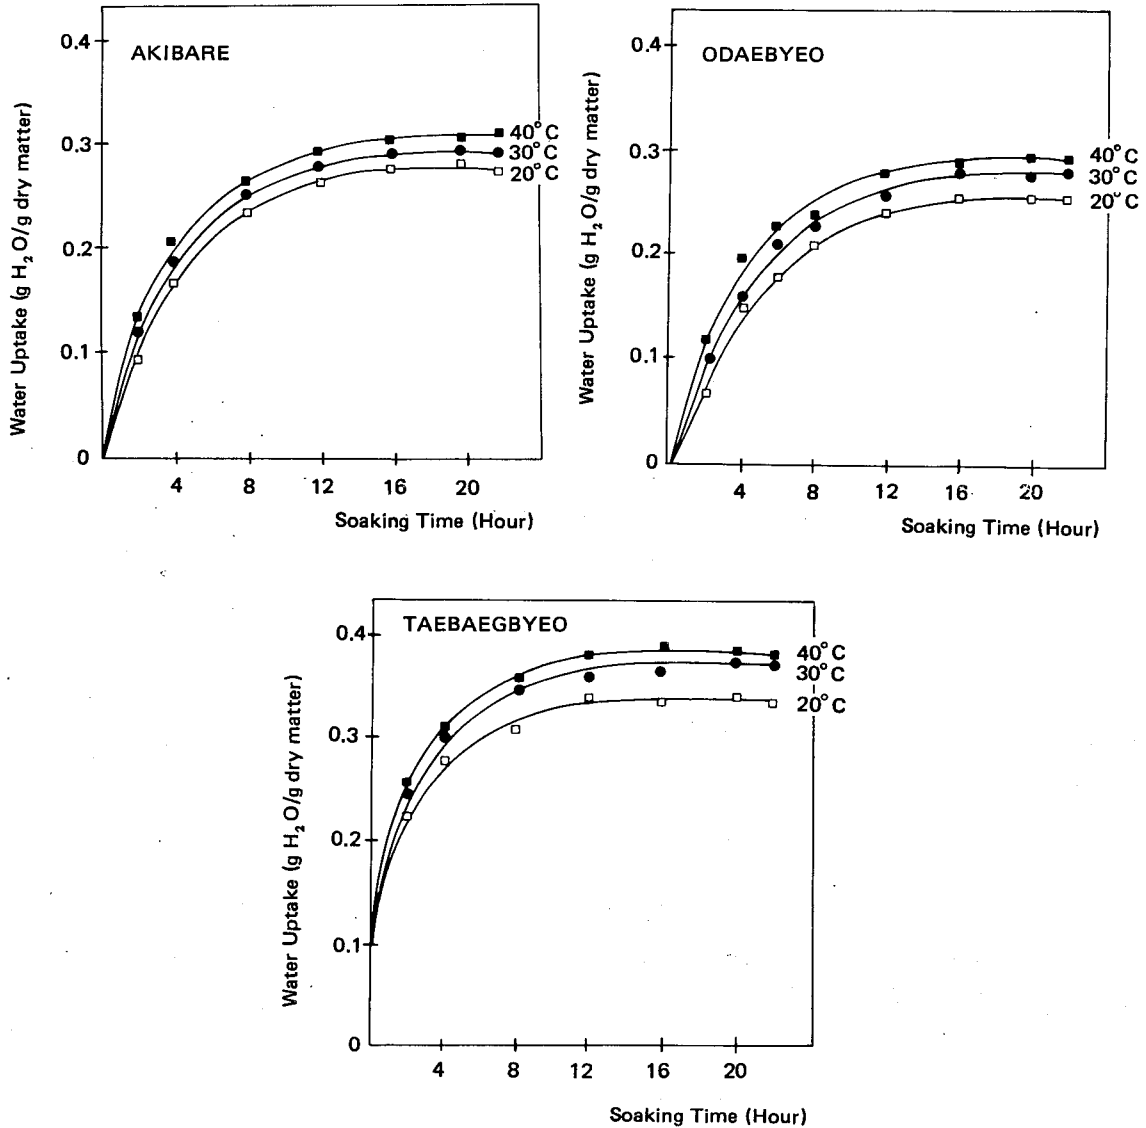 AKIBARE
Water Uptake (g H₂O/g dry matter)
0.4
0.3
0.2
0.1
0
40°C
30°C
20°C
4 8 12 16 20
Soaking Time (Hour)
ODAEBYEO
Water Uptake (g H₂O/g dry matter)
0.4
0.3
0.2
0.1
0
40°C
30°C
20°C
4 8 12 16 20
Soaking Time (Hour)
TAEBAEGBYEO
Water Uptake (g H₂O/g dry matter)
0.4
0.3
0.2
0.1
0
40°C
30°C
20°C
4 8 12 16 20
Soaking Time (Hour)